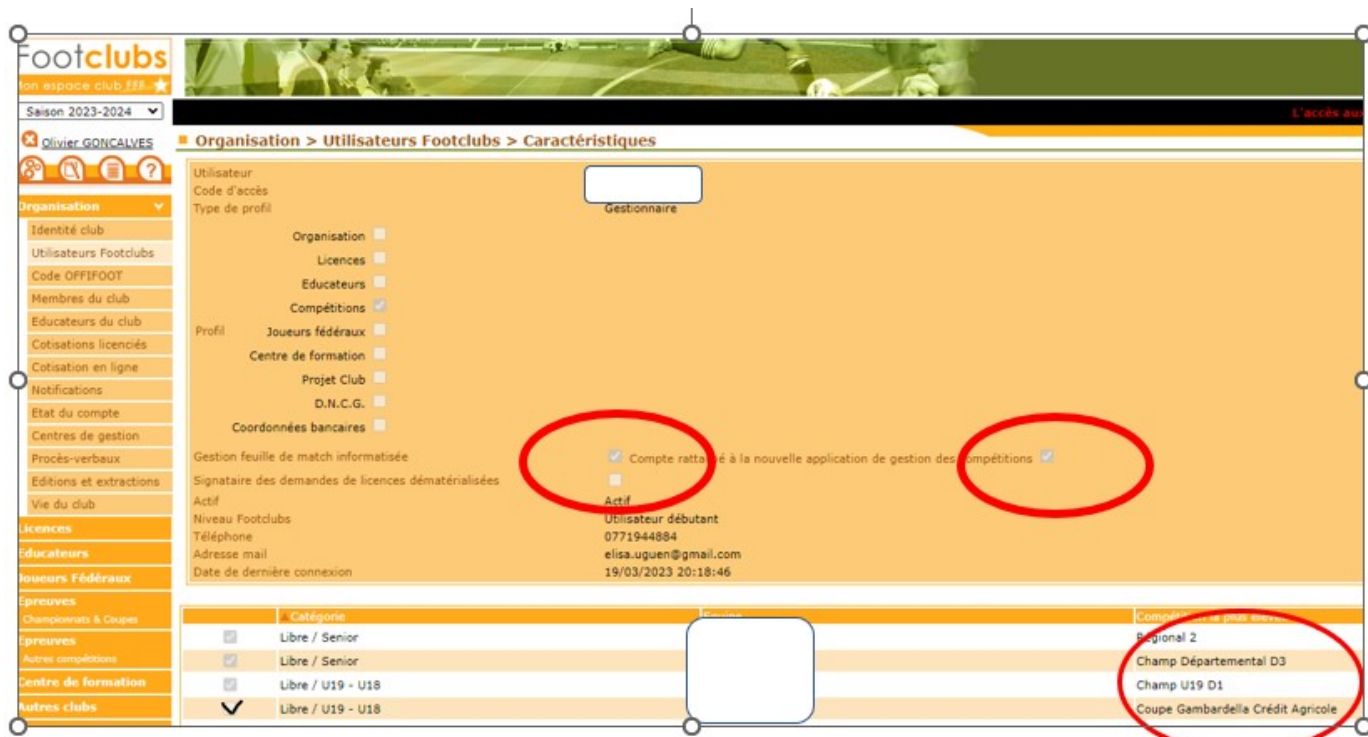 Footclubs
Mon espace club FFF
Saison 2023-2024
L'accès aux
Olivier GONCALVES
Organisation > Utilisateurs Footclubs > Caractéristiques
Utilisateur
Code d'accès
Type de profil Gestionnaire
Organisation
Licences
Educateurs
Compétitions
Profil Joueurs fédéraux
Centre de formation
Projet Club
D.N.C.G.
Coordonnées bancaires
Gestion feuille de match informatisée Compte rattaché à la nouvelle application de gestion des compétitions
Signataire des demandes de licences dématérialisées
Actif Actif
Niveau Footclubs Utilisateur débutant
Téléphone 0771944884
Adresse mail elisa.uguen@gmail.com
Date de dernière connexion 19/03/2023 20:18:46
Organisation
Identité club
Utilisateurs Footclubs
Code OFFIFOOT
Membres du club
Educateurs du club
Cotisations licenciés
Cotisation en ligne
Notifications
Etat du compte
Centres de gestion
Procès-verbaux
Editions et extractions
Vie du club
Licences
Educateurs
Joueurs Fédéraux
Epreuves
Championnats & Coupes
Epreuves
Autres compétitions
Centre de formation
Autres clubs
Catégorie Compétition la plus élevée
Libre / Senior Régional 2
Libre / Senior Champ Départemental D3
Libre / U19 - U18 Champ U19 D1
Libre / U19 - U18 Coupe Gambardella Crédit Agricole